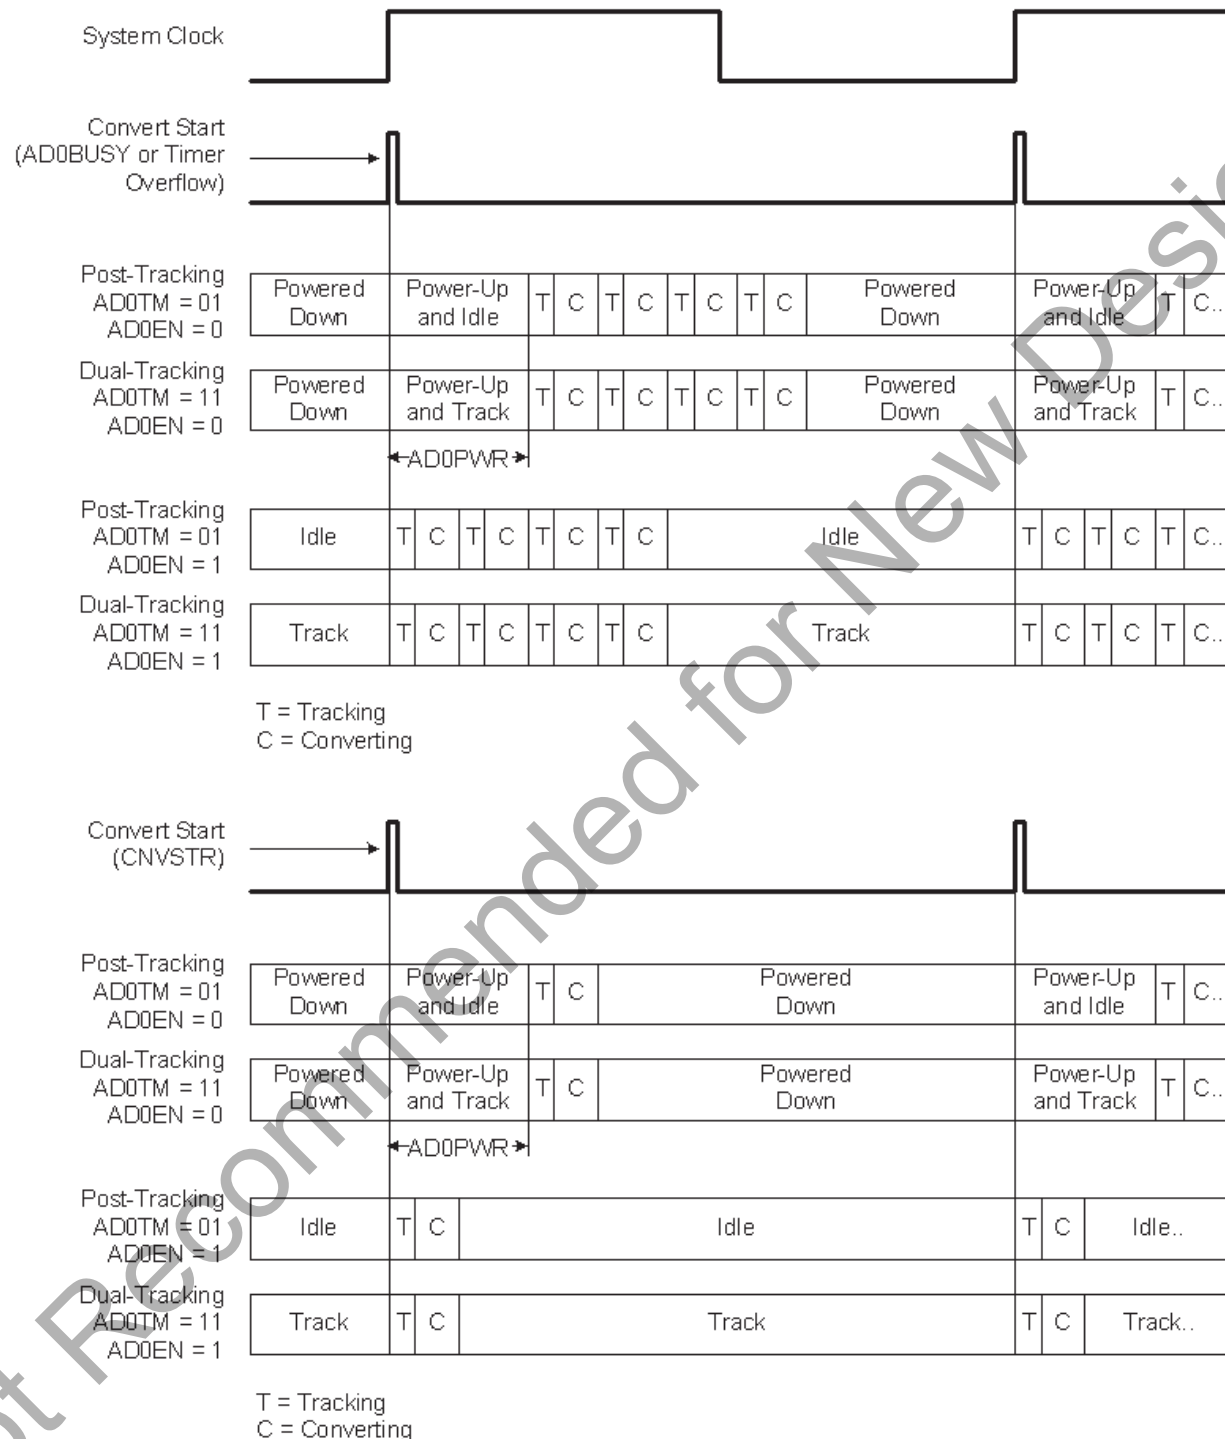 System Clock
Convert Start
(AD0BUSY or Timer
Overflow)
Post-Tracking
AD0TM = 01
AD0EN = 0
Powered
Down
Power-Up
and Idle
T C T C T C T C
Powered
Down
Power-Up
and Idle
T C..
Dual-Tracking
AD0TM = 11
AD0EN = 0
Powered
Down
Power-Up
and Track
T C T C T C T C
Powered
Down
Power-Up
and Track
T C..
AD0PWR
Post-Tracking
AD0TM = 01
AD0EN = 1
Idle T C T C T C T C Idle T C T C T C..
Dual-Tracking
AD0TM = 11
AD0EN = 1
Track T C T C T C T C Track T C T C T C..
T = Tracking
C = Converting
Convert Start
(CNVSTR)
Post-Tracking
AD0TM = 01
AD0EN = 0
Powered
Down
Power-Up
and Idle
T C
Powered
Down
Power-Up
and Idle
T C..
Dual-Tracking
AD0TM = 11
AD0EN = 0
Powered
Down
Power-Up
and Track
T C
Powered
Down
Power-Up
and Track
T C..
AD0PWR
Post-Tracking
AD0TM = 01
AD0EN = 1
Idle T C Idle T C Idle..
Dual-Tracking
AD0TM = 11
AD0EN = 1
Track T C Track T C Track..
T = Tracking
C = Converting
ot Recommended for New Desig